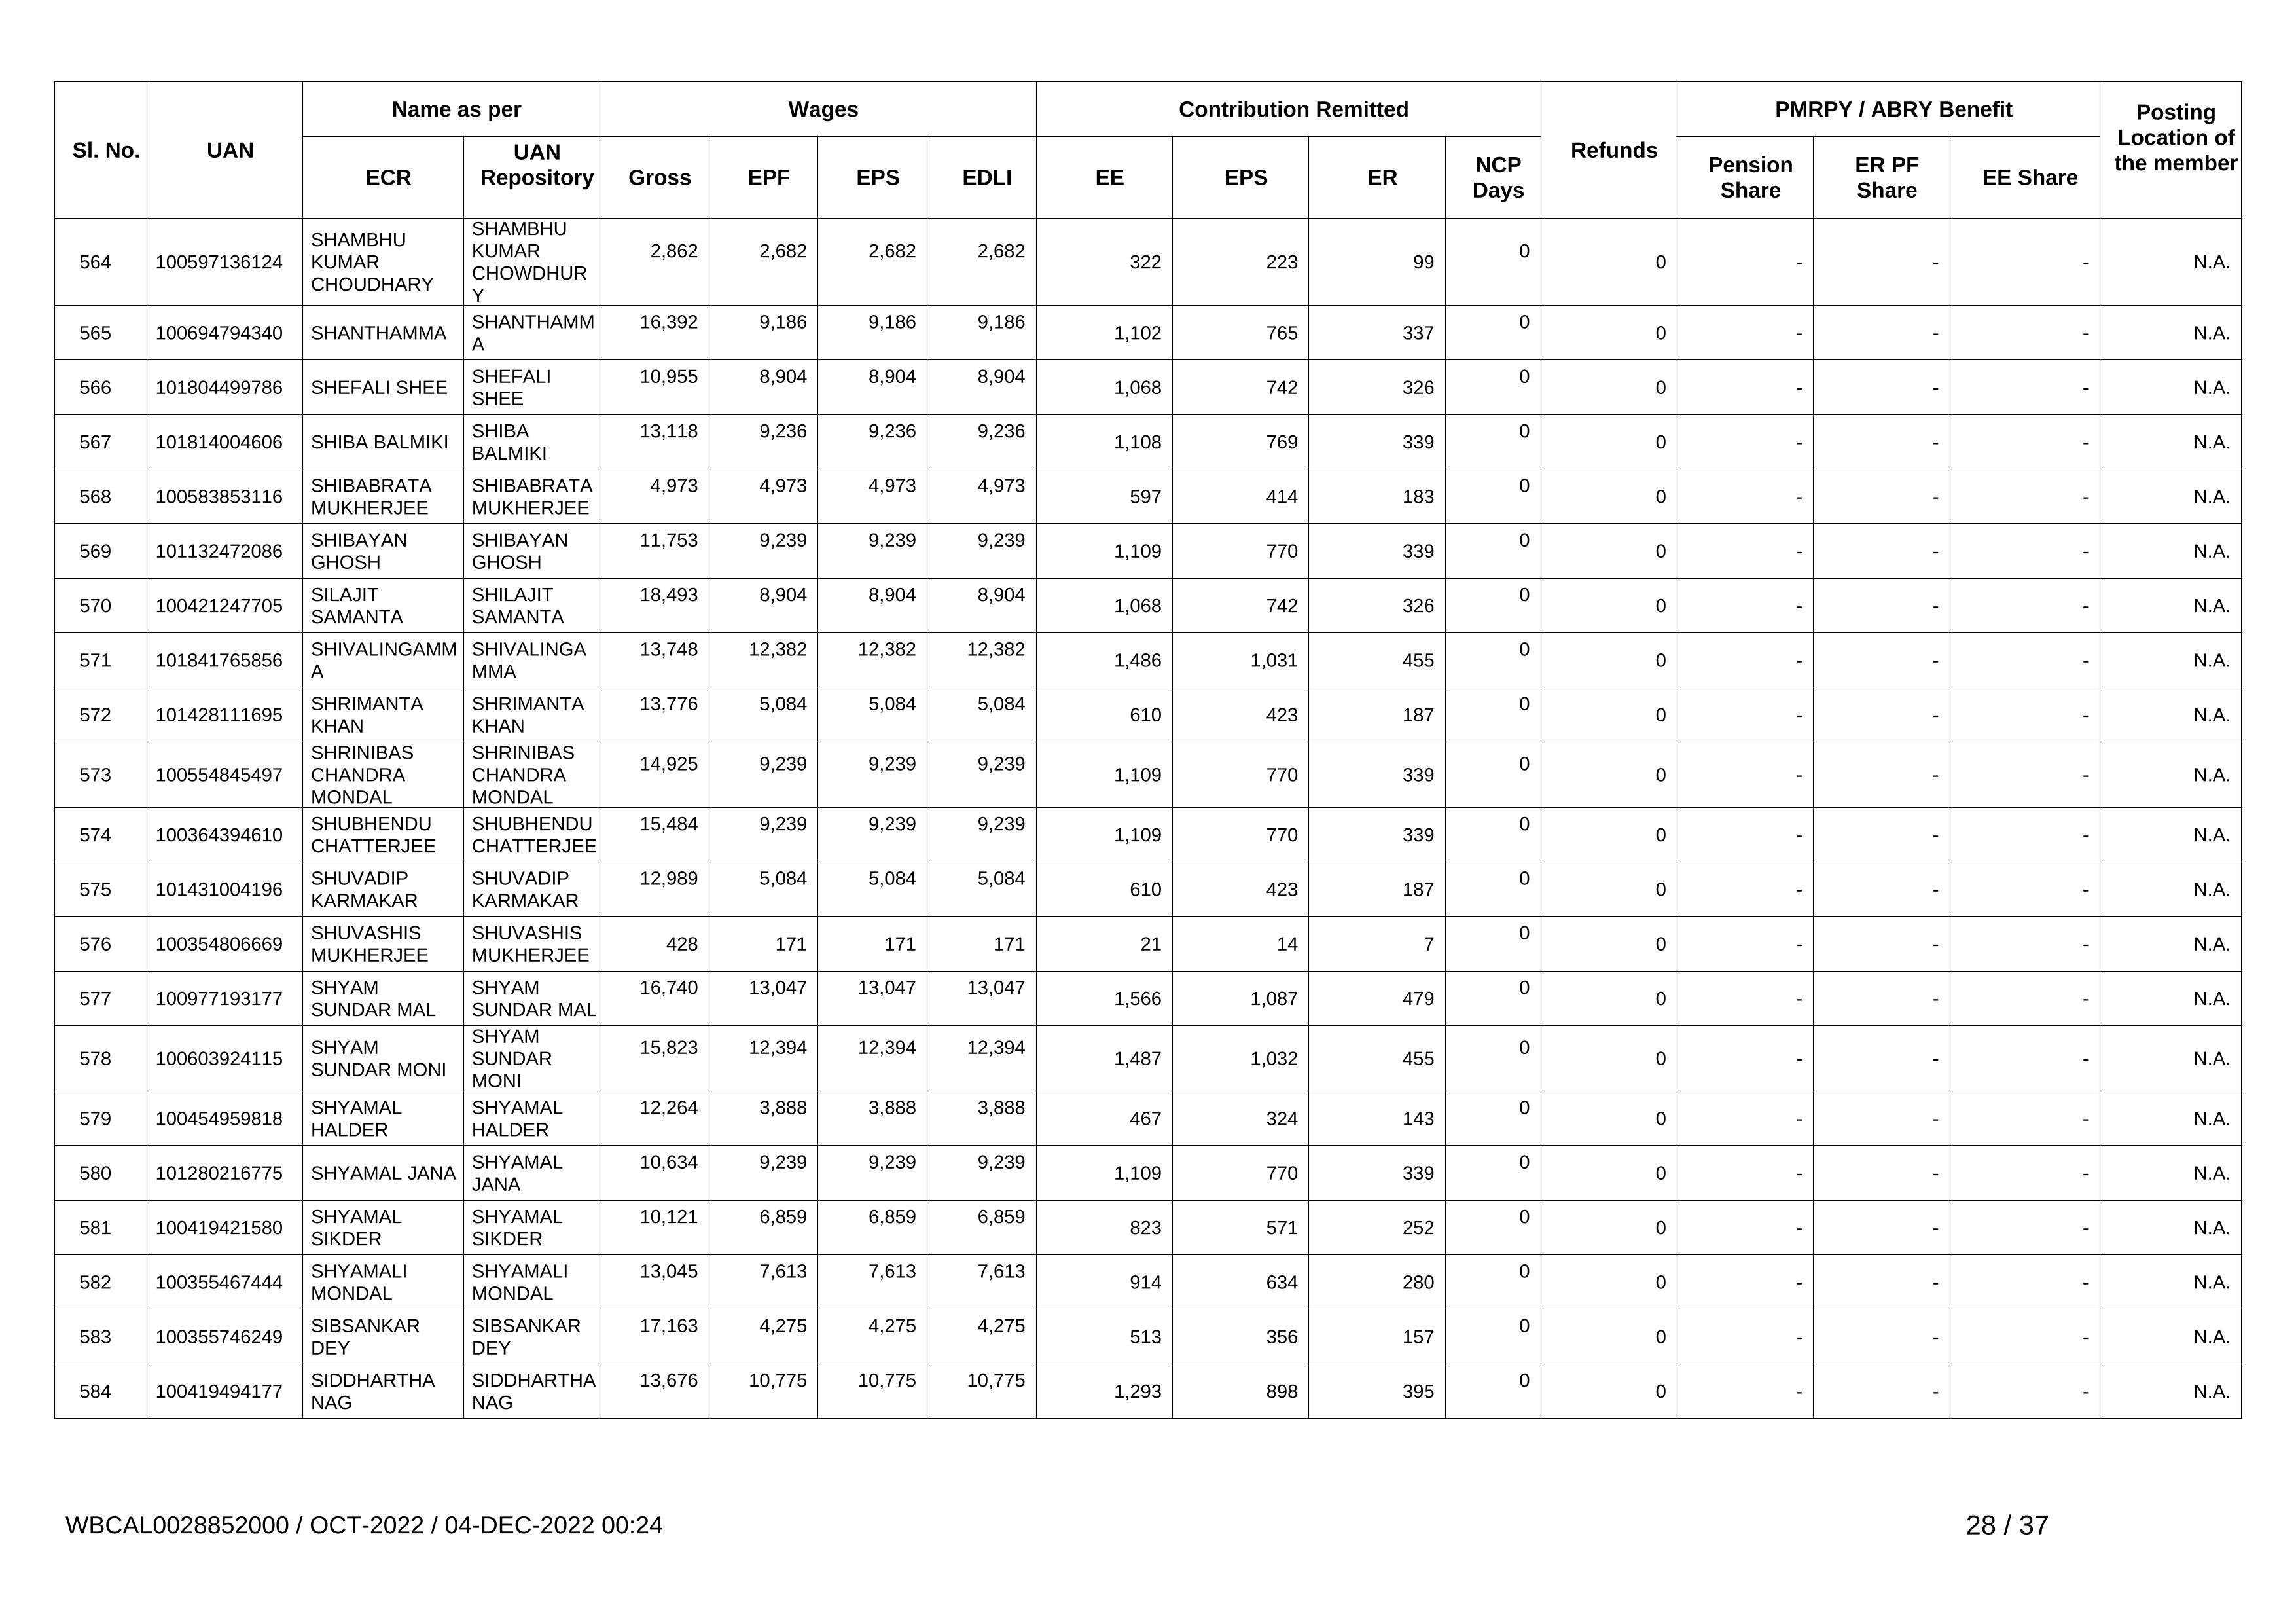 Sl. No. UAN Name as per Wages Contribution Remitted Refunds PMRPY / ABRY Benefit Posting Location of the member
ECR UAN Repository Gross EPF EPS EDLI EE EPS ER NCP Days Pension Share ER PF Share EE Share
564 100597136124 SHAMBHU KUMAR CHOUDHARY SHAMBHU KUMAR CHOWDHURY 2,862 2,682 2,682 2,682 322 223 99 0 0 - - - N.A.
565 100694794340 SHANTHAMMA SHANTHAMMA 16,392 9,186 9,186 9,186 1,102 765 337 0 0 - - - N.A.
566 101804499786 SHEFALI SHEE SHEFALI SHEE 10,955 8,904 8,904 8,904 1,068 742 326 0 0 - - - N.A.
567 101814004606 SHIBA BALMIKI SHIBA BALMIKI 13,118 9,236 9,236 9,236 1,108 769 339 0 0 - - - N.A.
568 100583853116 SHIBABRATA MUKHERJEE SHIBABRATA MUKHERJEE 4,973 4,973 4,973 4,973 597 414 183 0 0 - - - N.A.
569 101132472086 SHIBAYAN GHOSH SHIBAYAN GHOSH 11,753 9,239 9,239 9,239 1,109 770 339 0 0 - - - N.A.
570 100421247705 SILAJIT SAMANTA SHILAJIT SAMANTA 18,493 8,904 8,904 8,904 1,068 742 326 0 0 - - - N.A.
571 101841765856 SHIVALINGAMMA SHIVALINGAMMA 13,748 12,382 12,382 12,382 1,486 1,031 455 0 0 - - - N.A.
572 101428111695 SHRIMANTA KHAN SHRIMANTA KHAN 13,776 5,084 5,084 5,084 610 423 187 0 0 - - - N.A.
573 100554845497 SHRINIBAS CHANDRA MONDAL SHRINIBAS CHANDRA MONDAL 14,925 9,239 9,239 9,239 1,109 770 339 0 0 - - - N.A.
574 100364394610 SHUBHENDU CHATTERJEE SHUBHENDU CHATTERJEE 15,484 9,239 9,239 9,239 1,109 770 339 0 0 - - - N.A.
575 101431004196 SHUVADIP KARMAKAR SHUVADIP KARMAKAR 12,989 5,084 5,084 5,084 610 423 187 0 0 - - - N.A.
576 100354806669 SHUVASHIS MUKHERJEE SHUVASHIS MUKHERJEE 428 171 171 171 21 14 7 0 0 - - - N.A.
577 100977193177 SHYAM SUNDAR MAL SHYAM SUNDAR MAL 16,740 13,047 13,047 13,047 1,566 1,087 479 0 0 - - - N.A.
578 100603924115 SHYAM SUNDAR MONI SHYAM SUNDAR MONI 15,823 12,394 12,394 12,394 1,487 1,032 455 0 0 - - - N.A.
579 100454959818 SHYAMAL HALDER SHYAMAL HALDER 12,264 3,888 3,888 3,888 467 324 143 0 0 - - - N.A.
580 101280216775 SHYAMAL JANA SHYAMAL JANA 10,634 9,239 9,239 9,239 1,109 770 339 0 0 - - - N.A.
581 100419421580 SHYAMAL SIKDER SHYAMAL SIKDER 10,121 6,859 6,859 6,859 823 571 252 0 0 - - - N.A.
582 100355467444 SHYAMALI MONDAL SHYAMALI MONDAL 13,045 7,613 7,613 7,613 914 634 280 0 0 - - - N.A.
583 100355746249 SIBSANKAR DEY SIBSANKAR DEY 17,163 4,275 4,275 4,275 513 356 157 0 0 - - - N.A.
584 100419494177 SIDDHARTHA NAG SIDDHARTHA NAG 13,676 10,775 10,775 10,775 1,293 898 395 0 0 - - - N.A.
WBCAL0028852000 / OCT-2022 / 04-DEC-2022 00:24 28 / 37